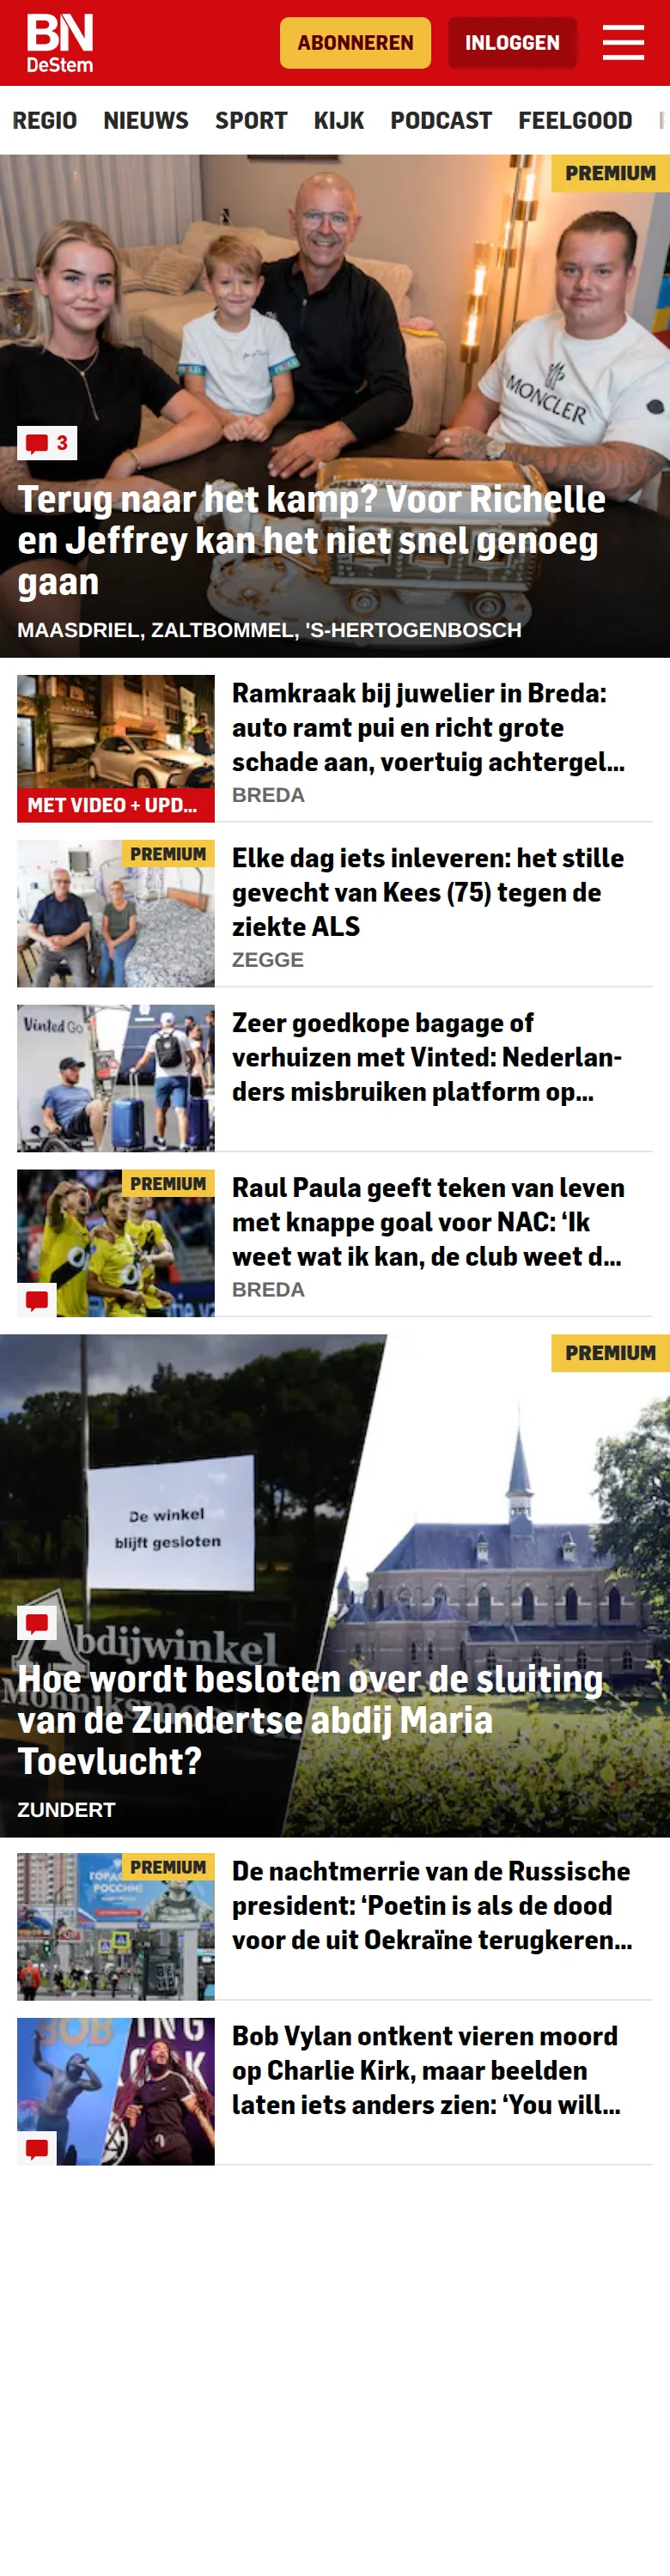 BN
DeStem
ABONNEREN
INLOGGEN
REGIO NIEUWS SPORT KIJK PODCAST FEELGOOD
PREMIUM
MONCLER
3
Terug naar het kamp? Voor Richelle
en Jeffrey kan het niet snel genoeg
gaan
MAASDRIEL, ZALTBOMMEL, 'S-HERTOGENBOSCH
Ramkraak bij juwelier in Breda:
auto ramt pui en richt grote
schade aan, voertuig achtergel...
BREDA
MET VIDEO + UPD...
PREMIUM
Elke dag iets inleveren: het stille
gevecht van Kees (75) tegen de
ziekte ALS
ZEGGE
Vinted Go
Zeer goedkope bagage of
verhuizen met Vinted: Nederlan-
ders misbruiken platform op...
PREMIUM
Raul Paula geeft teken van leven
met knappe goal voor NAC: ‘Ik
weet wat ik kan, de club weet d...
BREDA
PREMIUM
De winkel
blijft gesloten
Abdijwinkel
Hoe wordt besloten over de sluiting
van de Zundertse abdij Maria
Toevlucht?
ZUNDERT
PREMIUM
De nachtmerrie van de Russische
president: ‘Poetin is als de dood
voor de uit Oekraïne terugkeren...
BOB
Bob Vylan ontkent vieren moord
op Charlie Kirk, maar beelden
laten iets anders zien: ‘You will...